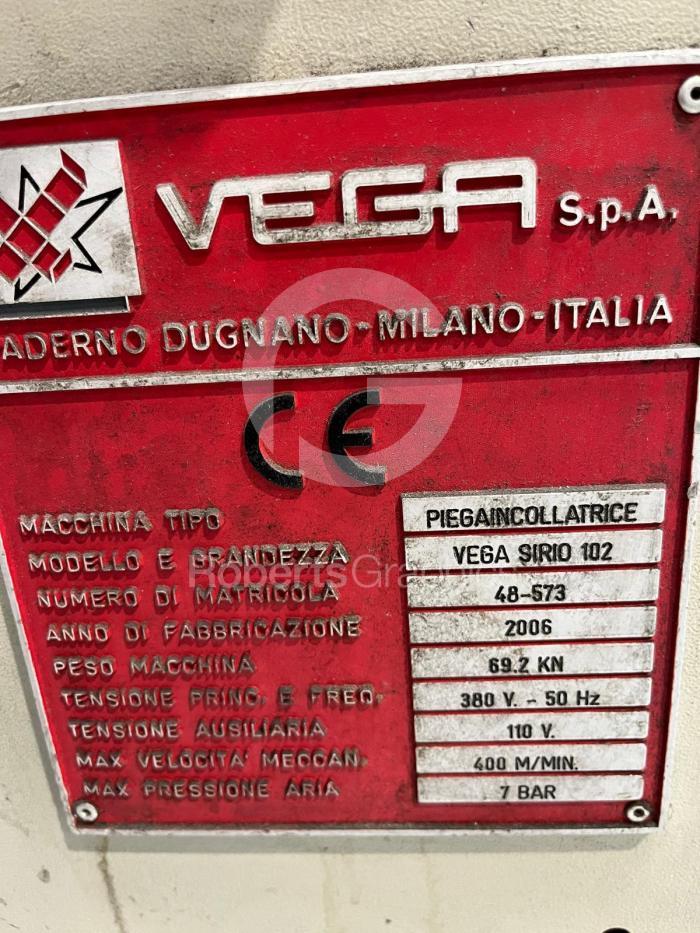 VEGA S.p.A.
ADERNO DUGNANO-MILANO-ITALIA
CE
MACCHINA TIPO PIEGAINCOLLATRICE
MODELLO E GRANDEZZA VEGA SIRIO 102
NUMERO DI MATRICOLA 48-573
ANNO DI FABBRICAZIONE 2006
PESO MACCHINA 69.2 KN
TENSIONE PRINC. E FREQ. 380 V. - 50 Hz
TENSIONE AUSILIARIA 110 V.
MAX VELOCITA' MECCAN. 400 M/MIN.
MAX PRESSIONE ARIA 7 BAR